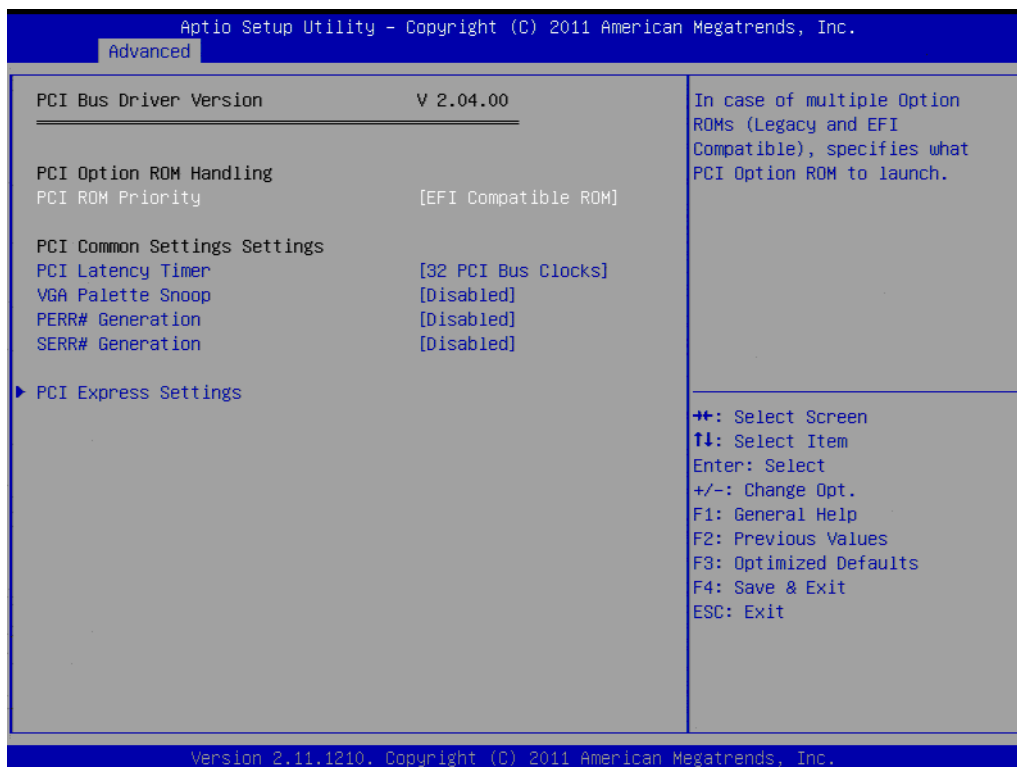 Aptio Setup Utility – Copyright (C) 2011 American Megatrends, Inc.
Advanced
PCI Bus Driver Version V 2.04.00
PCI Option ROM Handling
PCI ROM Priority [EFI Compatible ROM]
PCI Common Settings Settings
PCI Latency Timer [32 PCI Bus Clocks]
VGA Palette Snoop [Disabled]
PERR# Generation [Disabled]
SERR# Generation [Disabled]
▶ PCI Express Settings
In case of multiple Option
ROMs (Legacy and EFI
Compatible), specifies what
PCI Option ROM to launch.
→←: Select Screen
↑↓: Select Item
Enter: Select
+/-: Change Opt.
F1: General Help
F2: Previous Values
F3: Optimized Defaults
F4: Save & Exit
ESC: Exit
Version 2.11.1210. Copyright (C) 2011 American Megatrends, Inc.